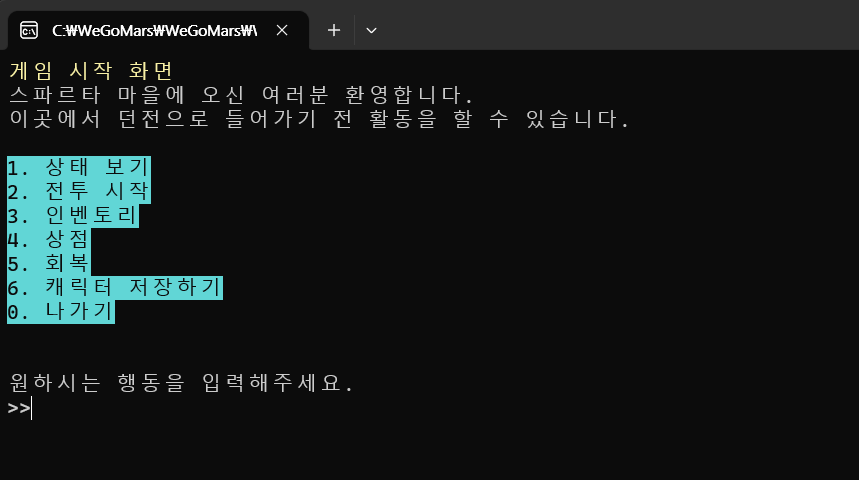 C:₩WeGoMars₩WeGoMars₩\
게임 시작 화면
스파르타 마을에 오신 여러분 환영합니다.
이곳에서 던전으로 들어가기 전 활동을 할 수 있습니다.
1. 상태 보기
2. 전투 시작
3. 인벤토리
4. 상점
5. 회복
6. 캐릭터 저장하기
0. 나가기
원하시는 행동을 입력해주세요.
>>